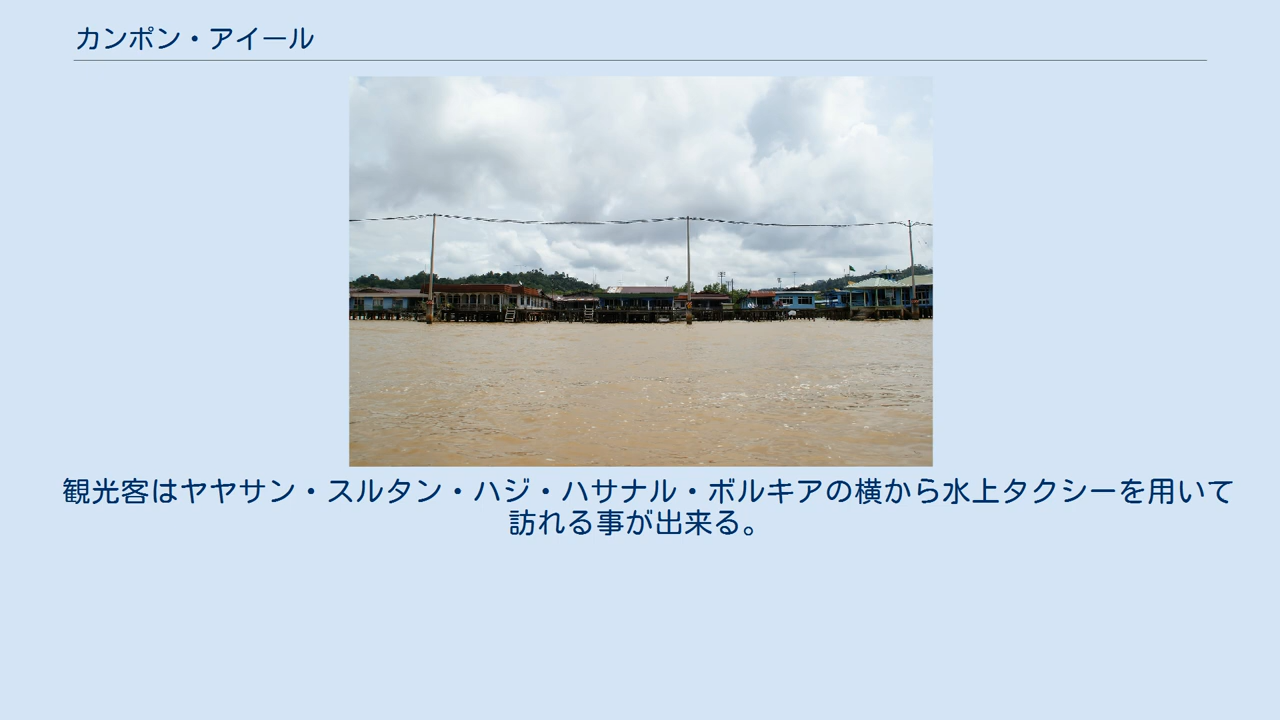 カンポン・アイール
観光客はヤヤサン・スルタン・ハジ・ハサナル・ボルキアの横から水上タクシーを用いて
訪れる事が出来る。